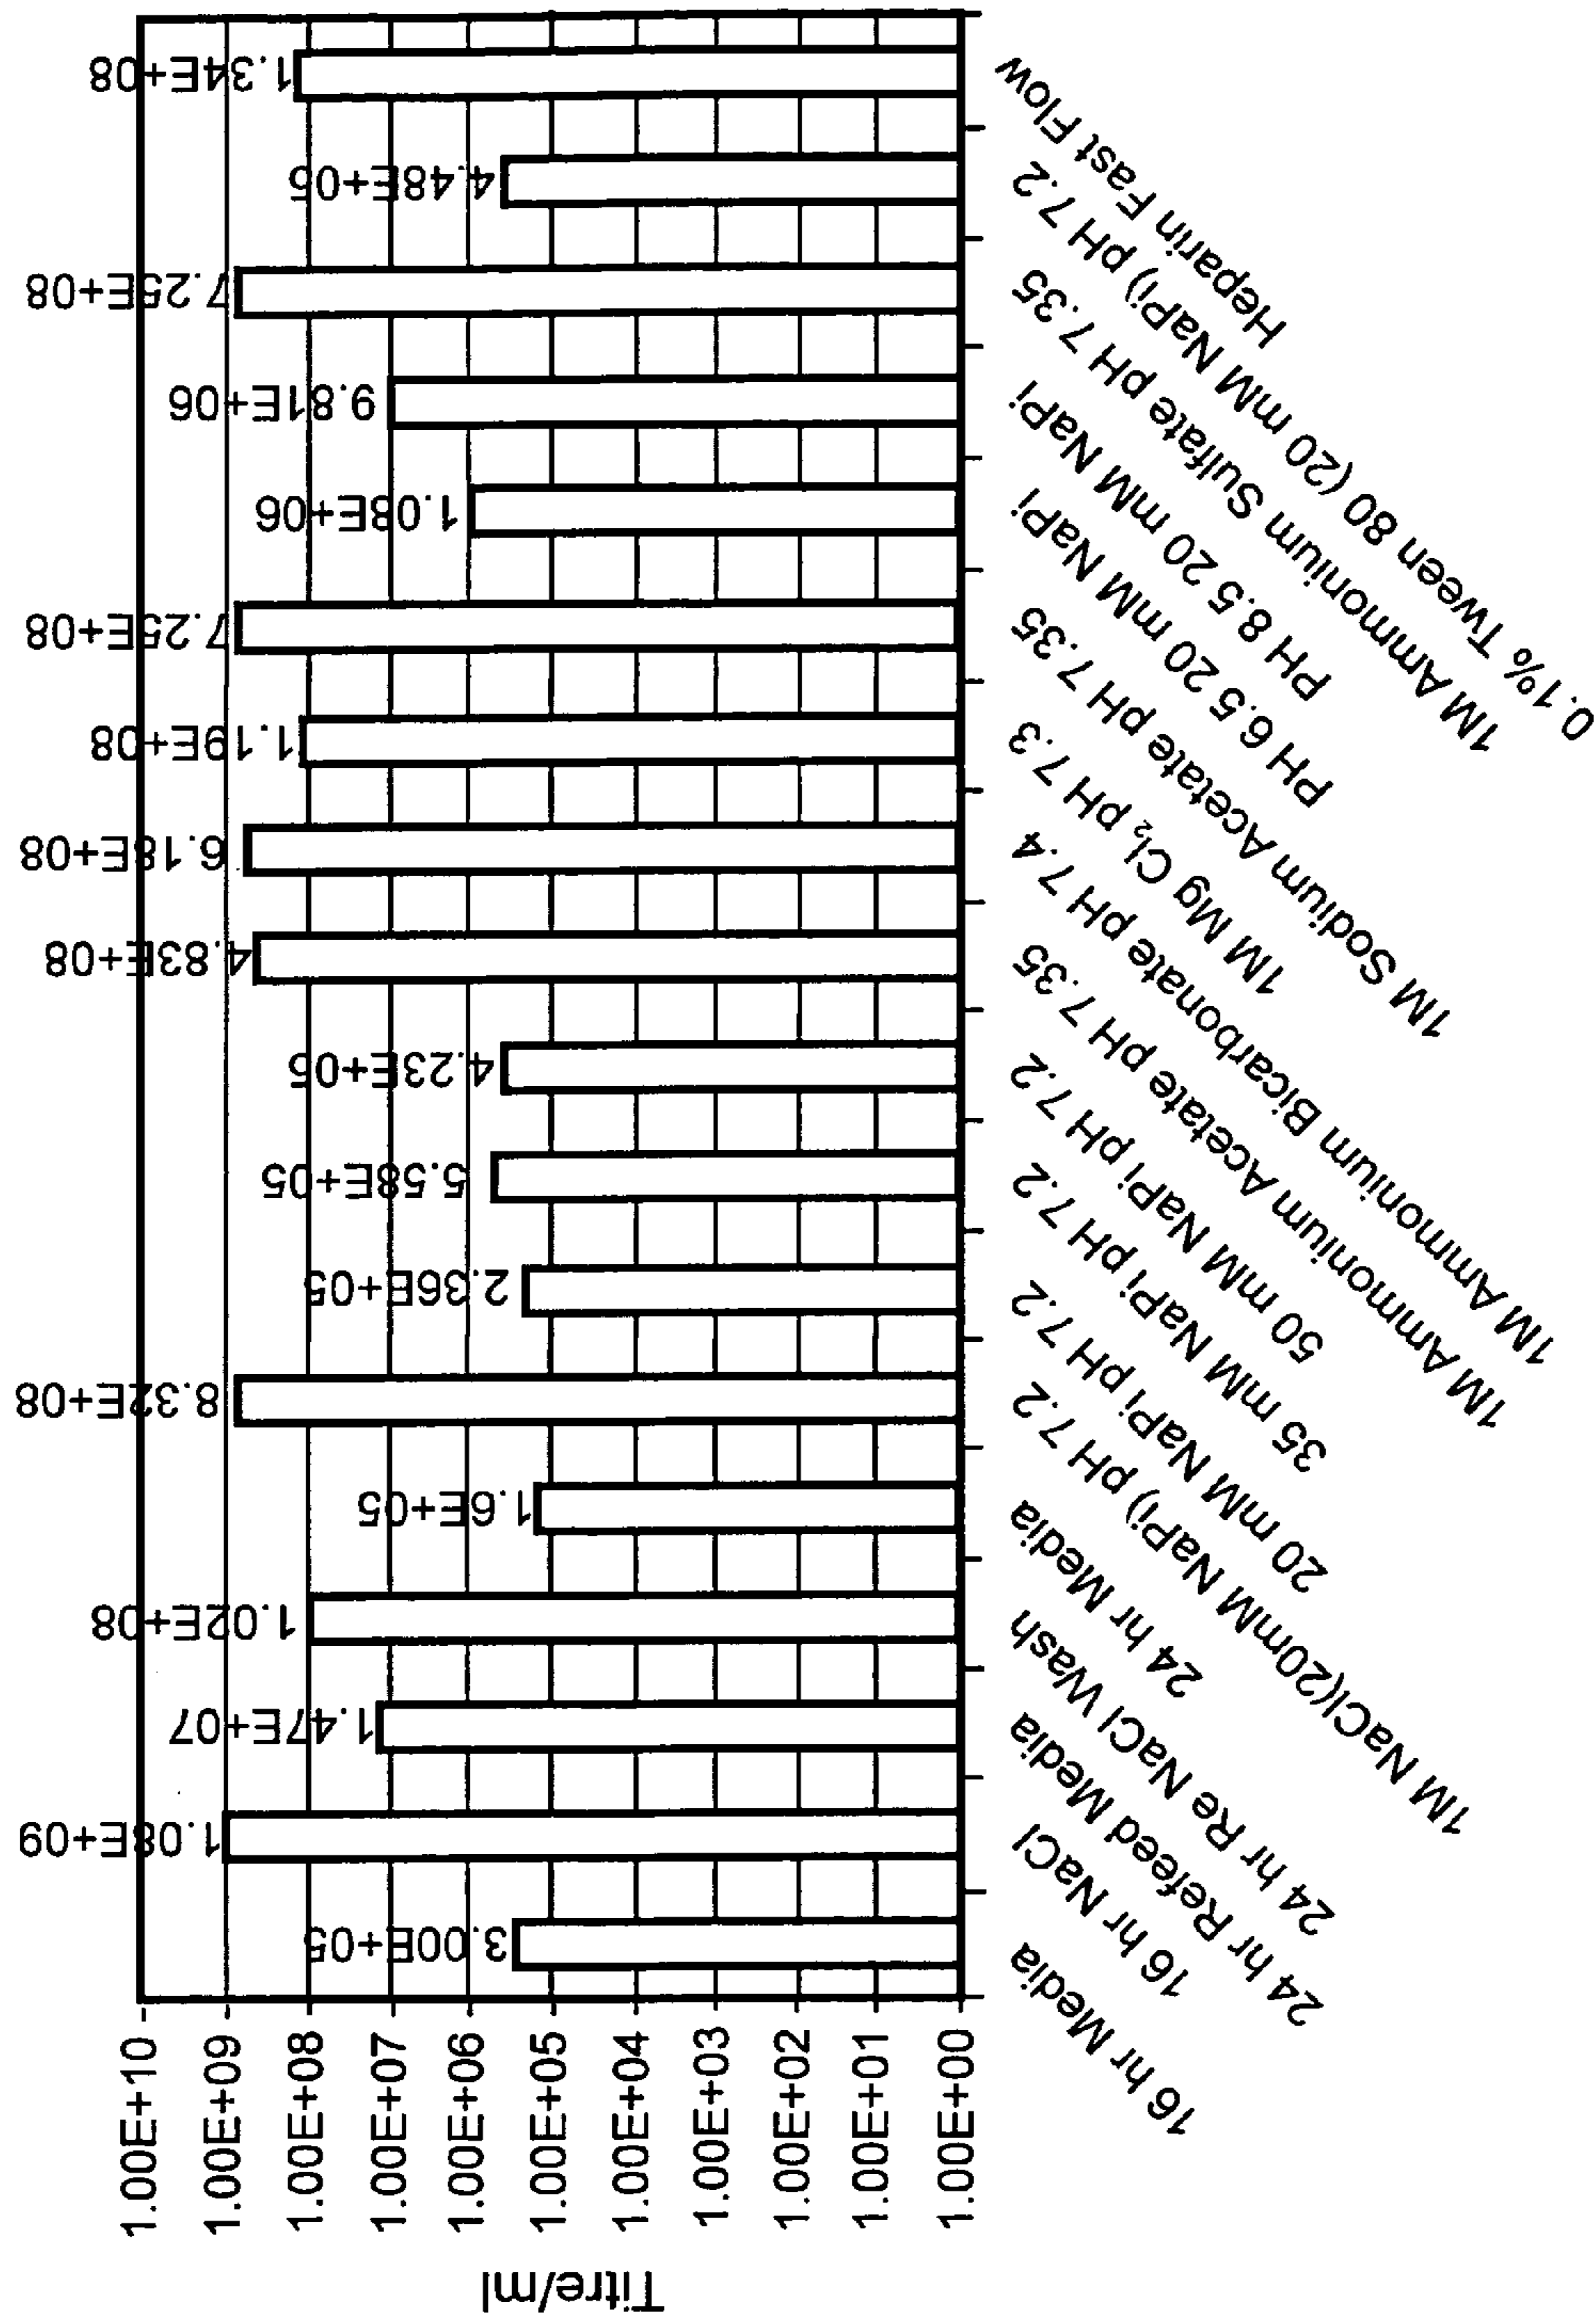 Titre/ml
1.00E+10
1.00E+09
1.00E+08
1.00E+07
1.00E+06
1.00E+05
1.00E+04
1.00E+03
1.00E+02
1.00E+01
1.00E+00
3.00E+05
1.08E+09
1.47E+07
1.02E+08
1.6E+05
8.32E+08
2.36E+05
5.58E+05
4.23E+05
4.83E+08
6.18E+08
1.19E+08
7.25E+08
1.08E+06
9.81E+06
7.25E+08
4.48E+05
1.34E+08
16 hr Media
16 hr NaCl
24 hr Refeed Media
24 hr Re NaCl Wash
24 hr Media
1M NaCl(20mM NaPi) pH 7.2
20 mM NaPi pH 7.2
35 mM NaPi pH 7.2
50 mM NaPi pH 7.2
1M Ammonium Acetate pH 7.35
1M Ammonium Bicarbonate pH 7.4
1M Mg Cl₂ pH 7.3
1M Sodium Acetate pH 7.35
PH 6.5 20 mM NaPi
PH 8.5 20 mM NaPi
1M Ammonium Sulfate pH 7.35
0.1% Tween 80 (20 mM NaPi) pH 7.2
Heparin Fast Flow